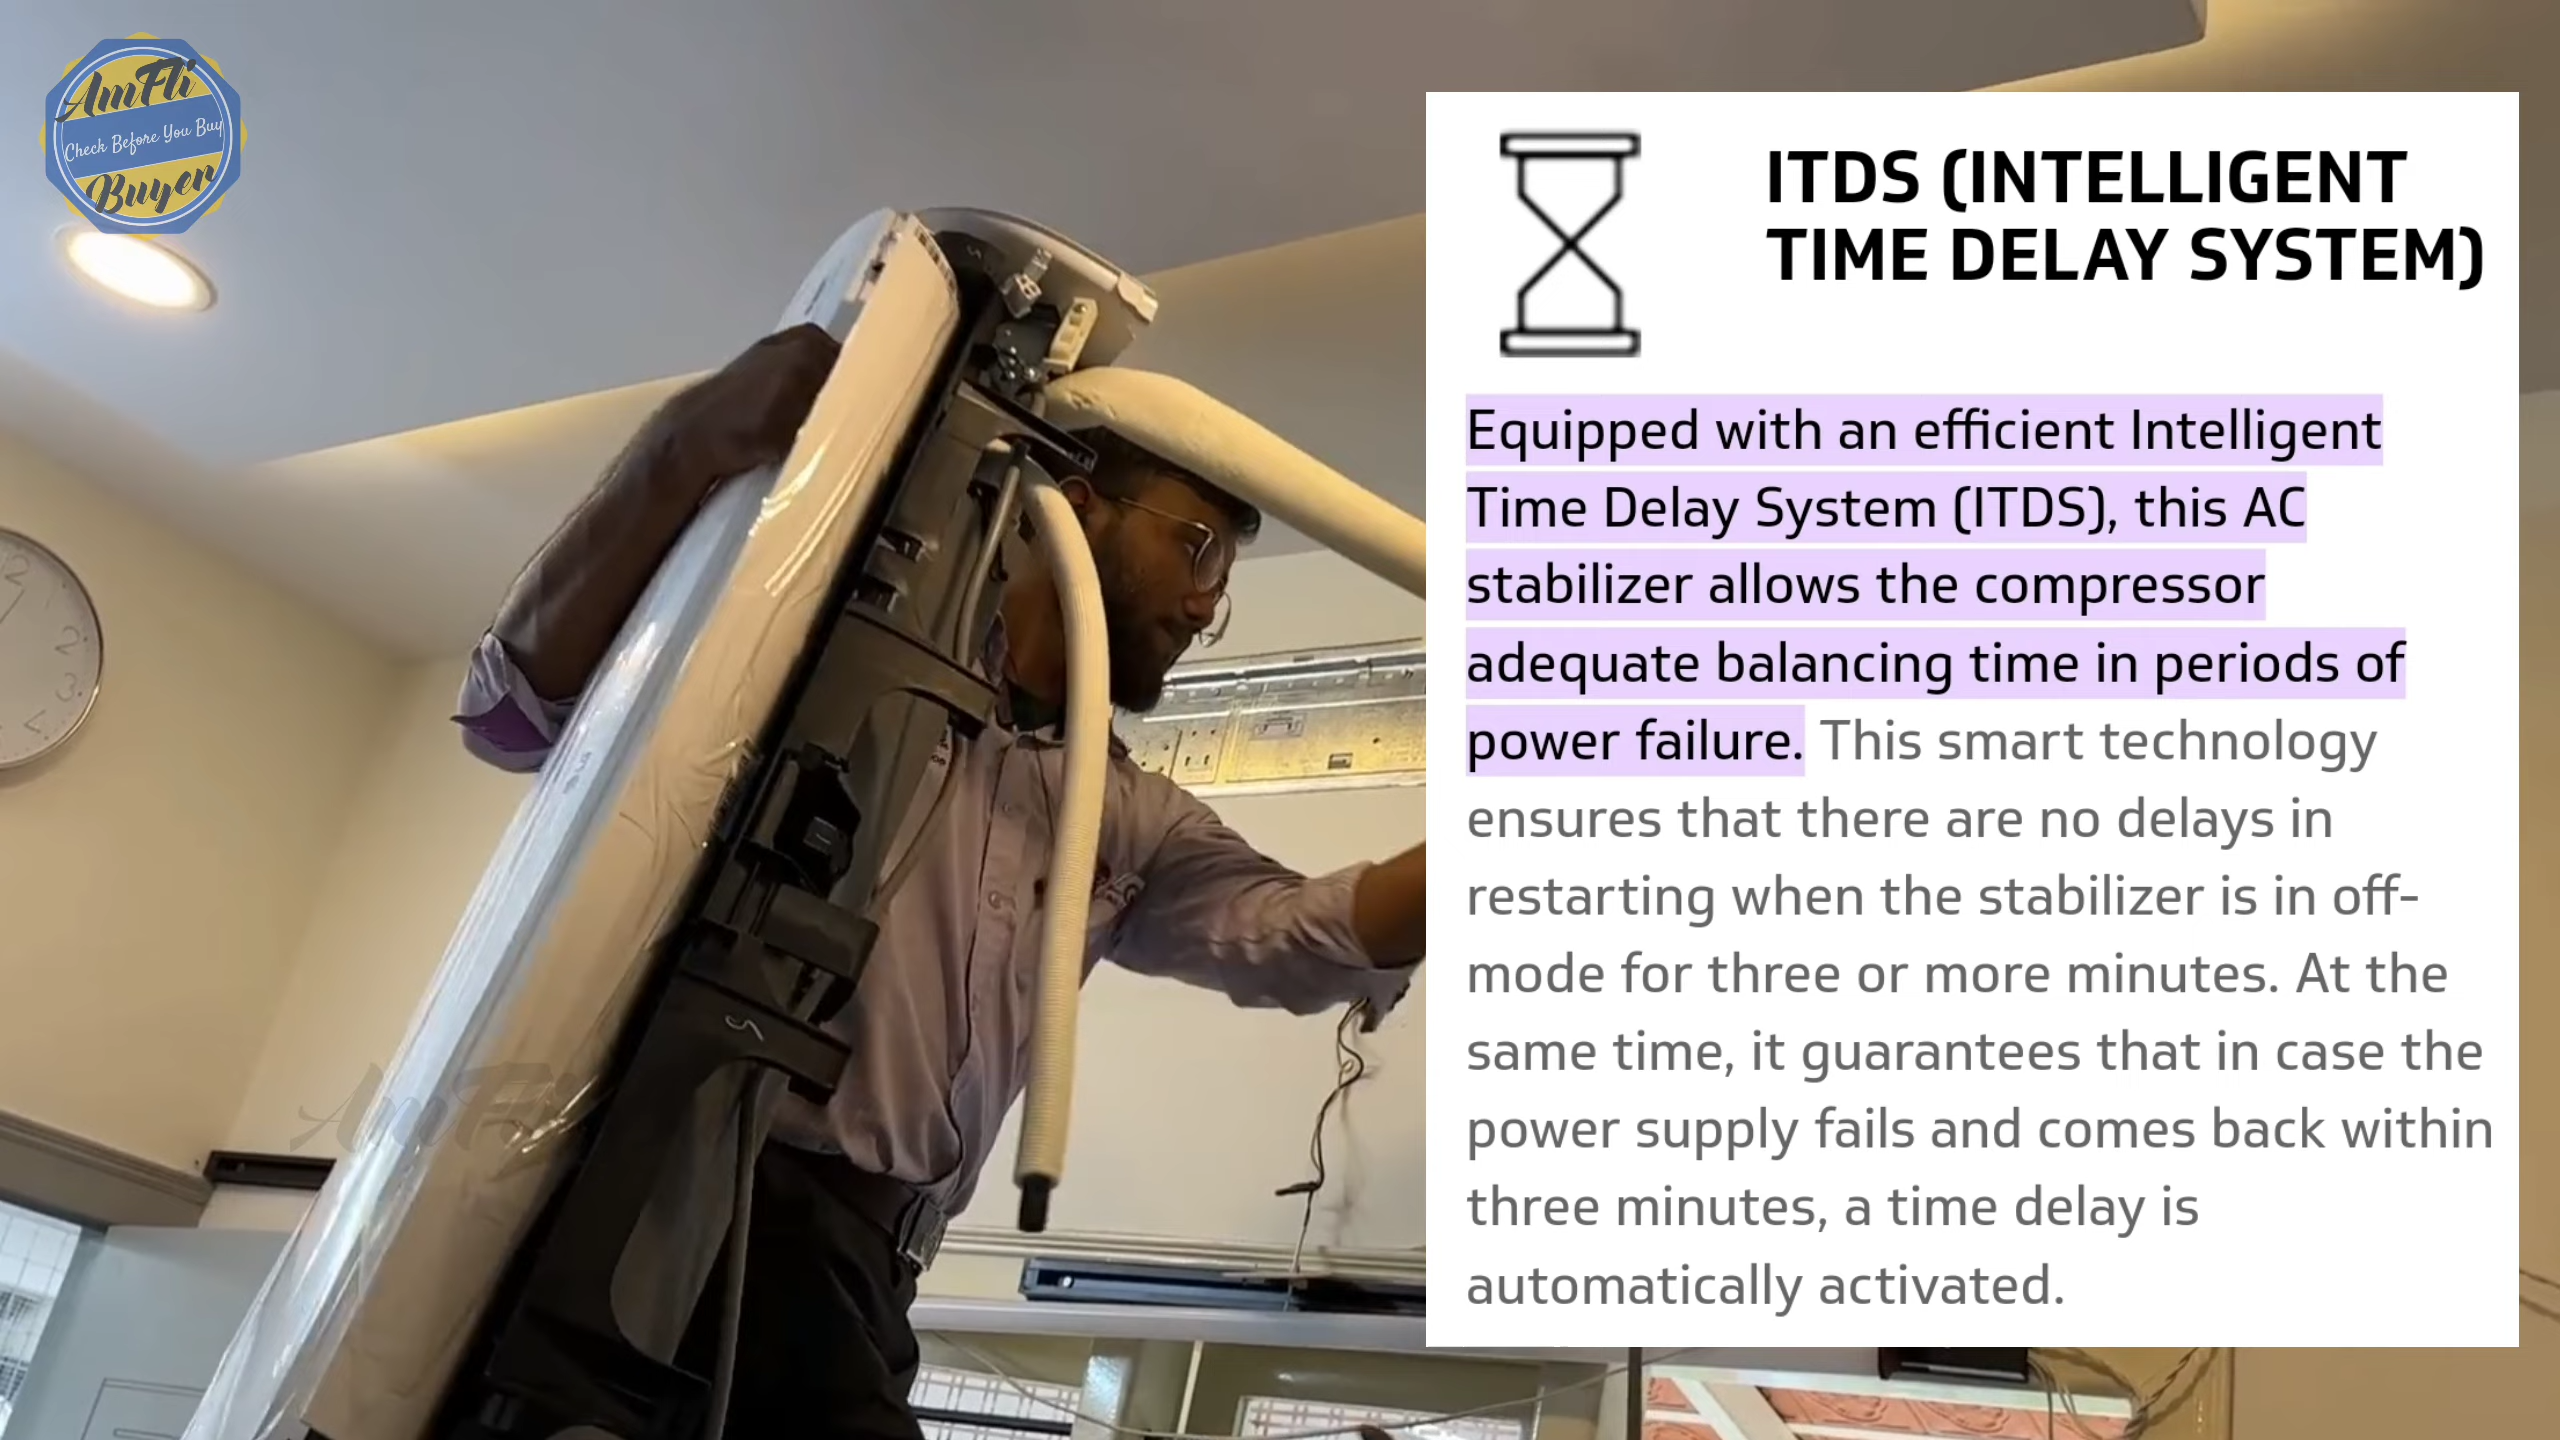 AmFli
Check Before You Buy
Buyer
ITDS (INTELLIGENT
TIME DELAY SYSTEM)
Equipped with an efficient Intelligent
Time Delay System (ITDS), this AC
stabilizer allows the compressor
adequate balancing time in periods of
power failure. This smart technology
ensures that there are no delays in
restarting when the stabilizer is in off-
mode for three or more minutes. At the
same time, it guarantees that in case the
power supply fails and comes back within
three minutes, a time delay is
automatically activated.
12
2
3
AmFli